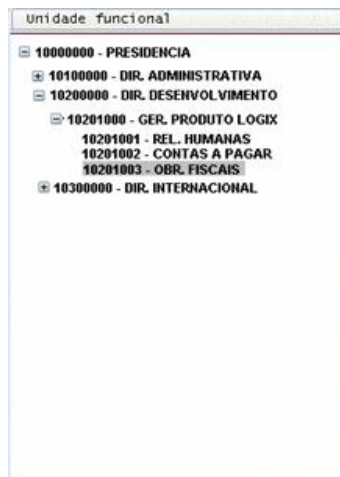 Unidade funcional
10000000 - PRESIDENCIA
10100000 - DIR. ADMINISTRATIVA
10200000 - DIR. DESENVOLVIMENTO
10201000 - GER. PRODUTO LOGIX
10201001 - REL. HUMANAS
10201002 - CONTAS A PAGAR
10201003 - OBR. FISCAIS
10300000 - DIR. INTERNACIONAL